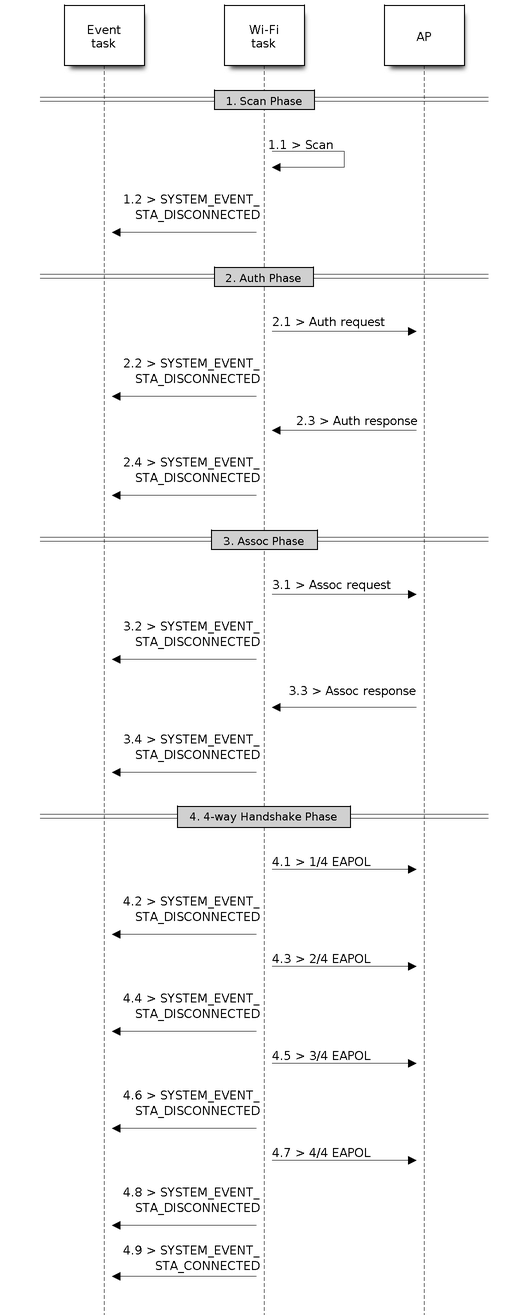 Event
task
Wi-Fi
task
AP
1. Scan Phase
1.1 > Scan
1.2 > SYSTEM_EVENT_
STA_DISCONNECTED
2. Auth Phase
2.1 > Auth request
2.2 > SYSTEM_EVENT_
STA_DISCONNECTED
2.3 > Auth response
2.4 > SYSTEM_EVENT_
STA_DISCONNECTED
3. Assoc Phase
3.1 > Assoc request
3.2 > SYSTEM_EVENT_
STA_DISCONNECTED
3.3 > Assoc response
3.4 > SYSTEM_EVENT_
STA_DISCONNECTED
4. 4-way Handshake Phase
4.1 > 1/4 EAPOL
4.2 > SYSTEM_EVENT_
STA_DISCONNECTED
4.3 > 2/4 EAPOL
4.4 > SYSTEM_EVENT_
STA_DISCONNECTED
4.5 > 3/4 EAPOL
4.6 > SYSTEM_EVENT_
STA_DISCONNECTED
4.7 > 4/4 EAPOL
4.8 > SYSTEM_EVENT_
STA_DISCONNECTED
4.9 > SYSTEM_EVENT_
STA_CONNECTED